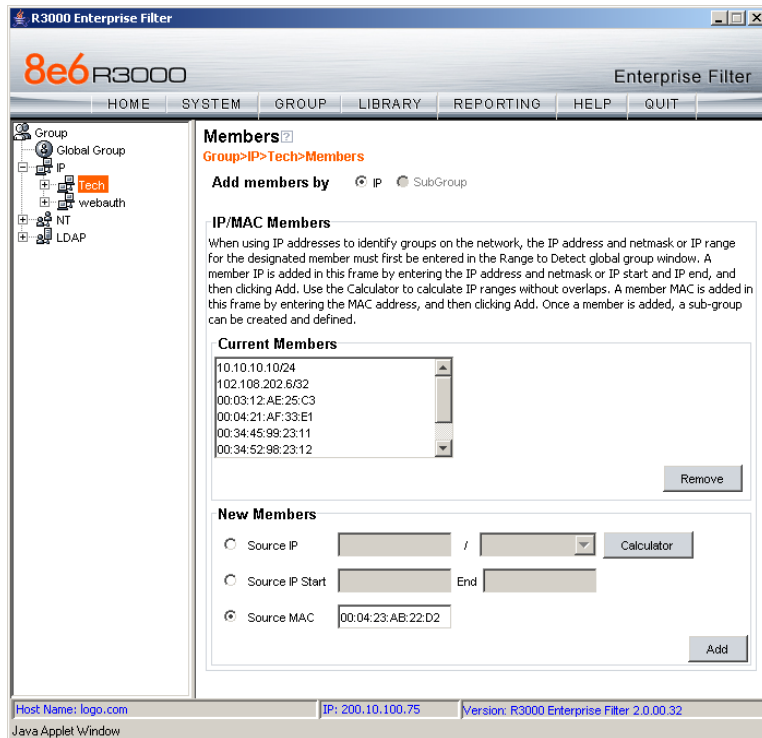 R3000 Enterprise Filter
8e6 R3000
Enterprise Filter
HOME SYSTEM GROUP LIBRARY REPORTING HELP QUIT
Group
Global Group
IP
Tech
webauth
NT
LDAP
Members?
Group>IP>Tech>Members
Add members by IP SubGroup
IP/MAC Members
When using IP addresses to identify groups on the network, the IP address and netmask or IP range
for the designated member must first be entered in the Range to Detect global group window. A
member IP is added in this frame by entering the IP address and netmask or IP start and IP end, and
then clicking Add. Use the Calculator to calculate IP ranges without overlaps. A member MAC is added in
this frame by entering the MAC address, and then clicking Add. Once a member is added, a sub-group
can be created and defined.
Current Members
10.10.10.10/24
102.108.202.6/32
00:03:12:AE:25:C3
00:04:21:AF:33:E1
00:34:45:99:23:11
00:34:52:98:23:12
Remove
New Members
Source IP / Calculator
Source IP Start End
Source MAC 00:04:23:AB:22:D2
Add
Host Name: logo.com IP: 200.10.100.75 Version: R3000 Enterprise Filter 2.0.00.32
Java Applet Window